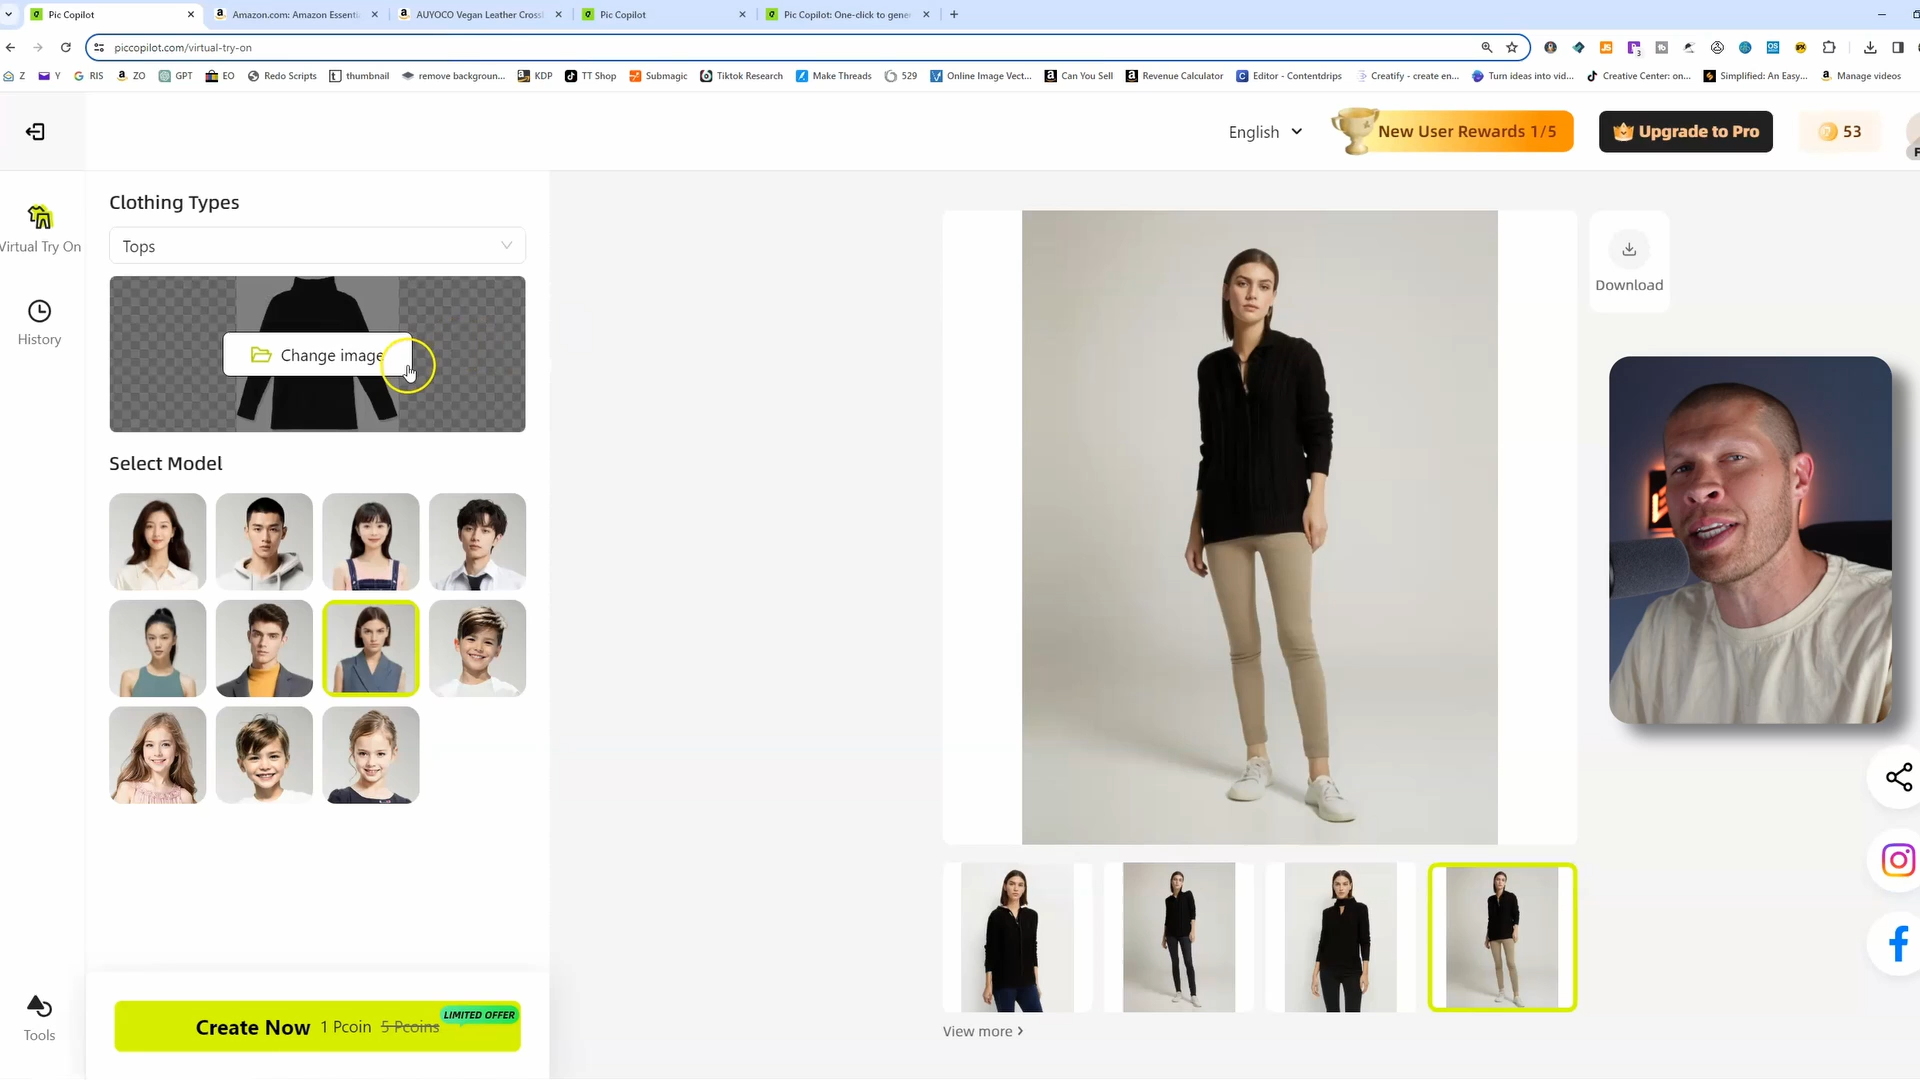 Pic Copilot
Amazon.com: Amazon Essenti
AUYOCO Vegan Leather Cross
Pic Copilot
Pic Copilot: One-click to gene
piccopilot.com/virtual-try-on
Z
Y
RIS
ZO
GPT
EO
Redo Scripts
thumbnail
remove backgroun...
KDP
TT Shop
Submagic
Tiktok Research
Make Threads
529
Online Image Vect...
Can You Sell
Revenue Calculator
Editor - Contentdrips
Creatify - create en...
Turn ideas into vid...
Creative Center: on...
Simplified: An Easy...
Manage videos
English
New User Rewards 1/5
Upgrade to Pro
53
Virtual Try On
History
Tools
Clothing Types
Tops
Change image
Select Model
Create Now 1 Pcoin 5 Pcoins
LIMITED OFFER
Download
View more